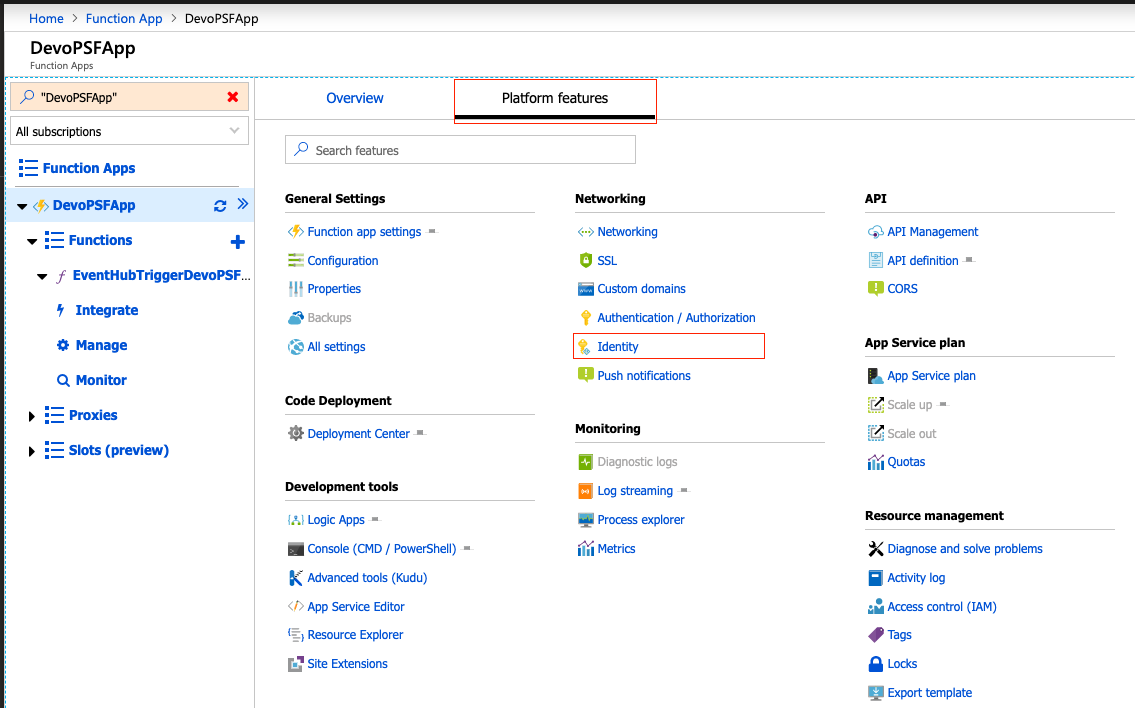 Home > Function App > DevoPSFApp
DevoPSFApp
Function Apps
"DevoPSFApp"
All subscriptions
Function Apps
DevoPSFApp
Functions
EventHubTriggerDevoPSF...
Integrate
Manage
Monitor
Proxies
Slots (preview)
Overview
Platform features
Search features
General Settings
Function app settings
Configuration
Properties
Backups
All settings
Code Deployment
Deployment Center
Development tools
Logic Apps
Console (CMD / PowerShell)
Advanced tools (Kudu)
App Service Editor
Resource Explorer
Site Extensions
Networking
Networking
SSL
Custom domains
Authentication / Authorization
Identity
Push notifications
Monitoring
Diagnostic logs
Log streaming
Process explorer
Metrics
API
API Management
API definition
CORS
App Service plan
App Service plan
Scale up
Scale out
Quotas
Resource management
Diagnose and solve problems
Activity log
Access control (IAM)
Tags
Locks
Export template